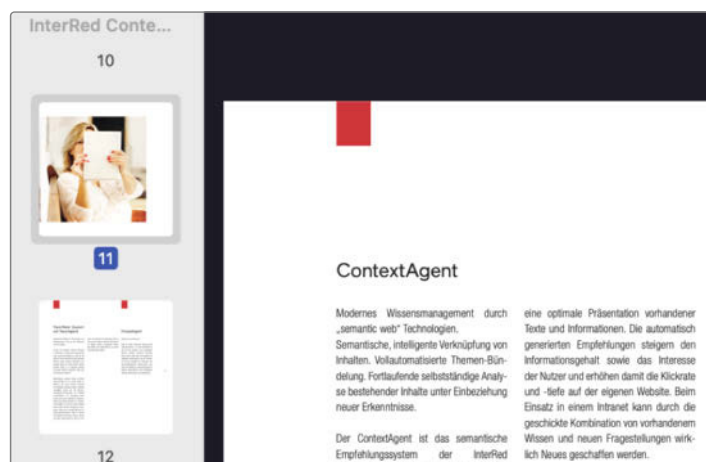 InterRed Conte...
10
11
12
ContextAgent
Modernes Wissensmanagement durch
„semantic web“ Technologien.
Semantische, intelligente Verknüpfung von
Inhalten. Vollautomatisierte Themen-Bün-
delung. Fortlaufende selbstständige Analy-
se bestehender Inhalte unter Einbeziehung
neuer Erkenntnisse.
Der ContextAgent ist das semantische
Empfehlungssystem der InterRed
eine optimale Präsentation vorhandener
Texte und Informationen. Die automatisch
generierten Empfehlungen steigern den
Informationsgehalt sowie das Interesse
der Nutzer und erhöhen damit die Klickrate
und -tiefe auf der eigenen Website. Beim
Einsatz in einem Intranet kann durch die
geschickte Kombination von vorhandenem
Wissen und neuen Fragestellungen wirk-
lich Neues geschaffen werden.